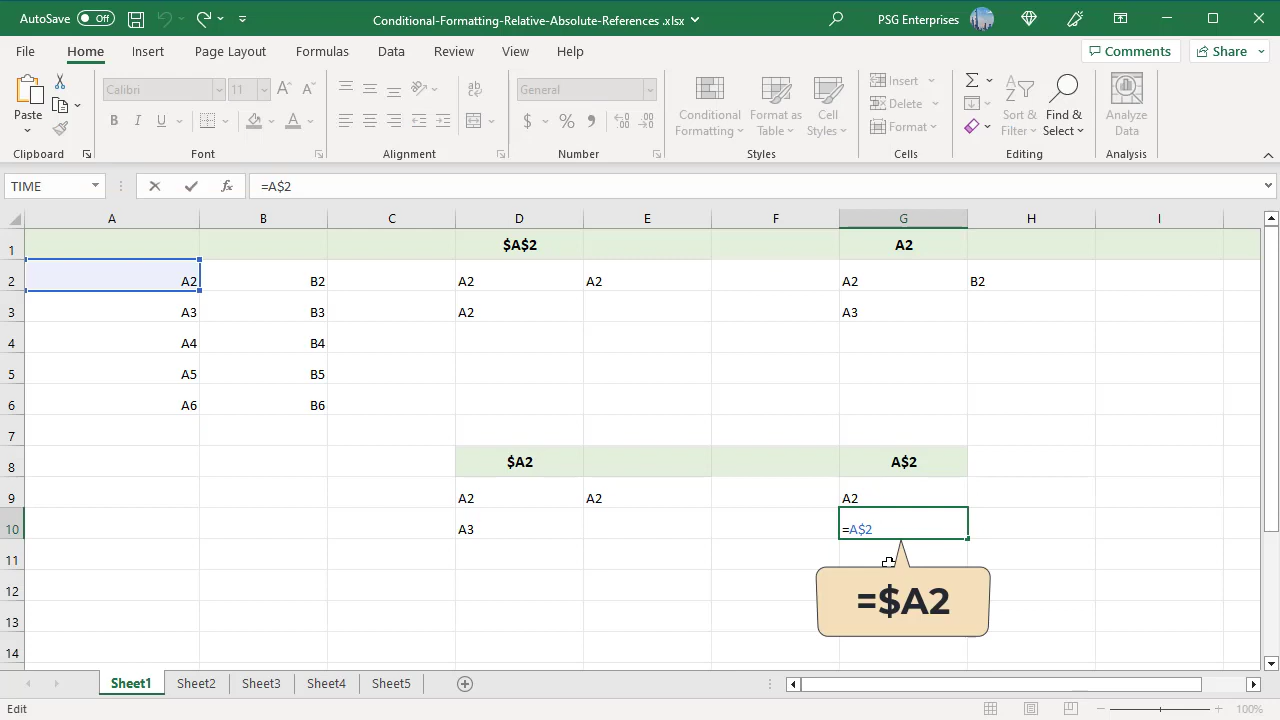 AutoSave Off Conditional-Formatting-Relative-Absolute-References .xlsx PSG Enterprises
File Home Insert Page Layout Formulas Data Review View Help Comments Share
Paste Calibri 11 A A ab General Conditional Formatting Format as Table Cell Styles Insert Delete Format Sort & Filter Find & Select Analyze Data
B I U A $ % 9
Clipboard Font Alignment Number Styles Cells Editing Analysis
TIME fx =A$2
A B C D E F G H I
1 $A$2 A2
2 A2 B2 A2 A2 A2 B2
3 A3 B3 A2 A3
4 A4 B4
5 A5 B5
6 A6 B6
7
8 $A2 A$2
9 A2 A2 A2
10 A3 =A$2
11
12 =$A2
13
14
Sheet1 Sheet2 Sheet3 Sheet4 Sheet5
Edit 100%